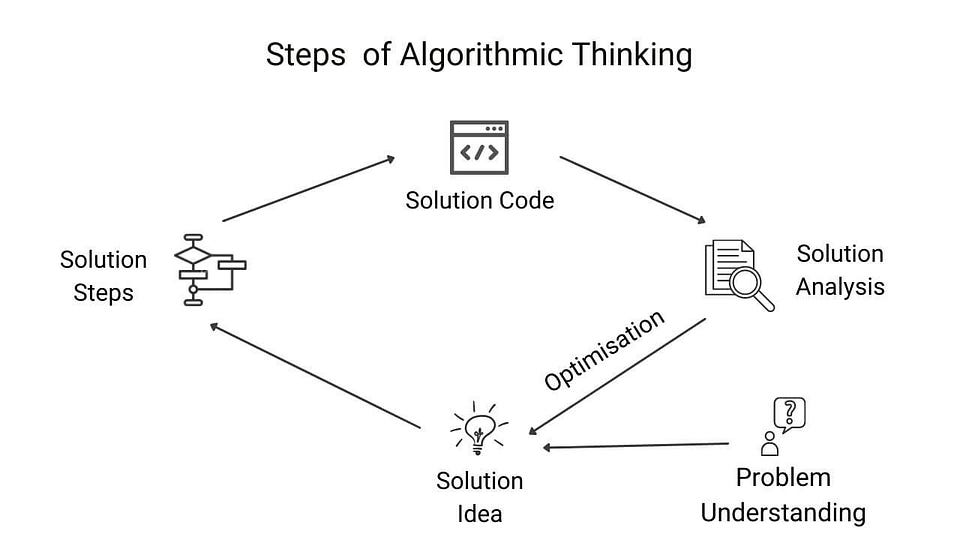 Steps of Algorithmic Thinking
</>
Solution Code
Solution
Steps
Solution
Analysis
Optimisation
?
Solution
Idea
Problem
Understanding